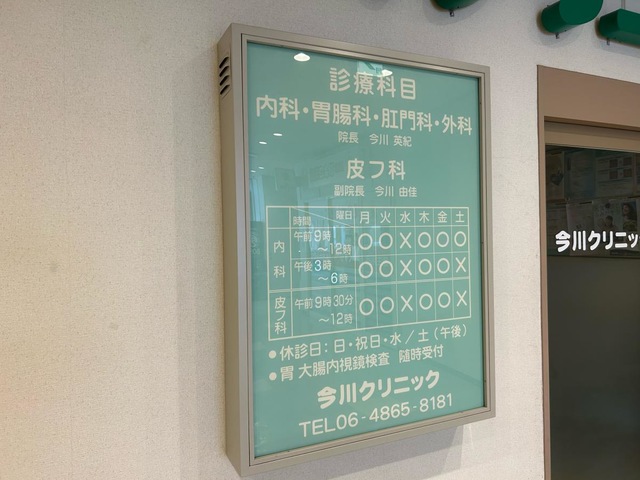 診療科目
内科・胃腸科・肛門科・外科
院長 今川 英紀
皮フ科
副院長 今川 由佳
時間 曜日 月 火 水 木 金 土
内科 午前9時～12時 ○ ○ X ○ ○ ○
午後3時～6時 ○ ○ X ○ ○ X
皮フ科 午前9時30分～12時 ○ ○ X ○ ○ X
●休診日：日・祝日・水／土（午後）
●胃 大腸内視鏡検査 随時受付
今川クリニック
TEL06-4865-8181
今川クリニッ